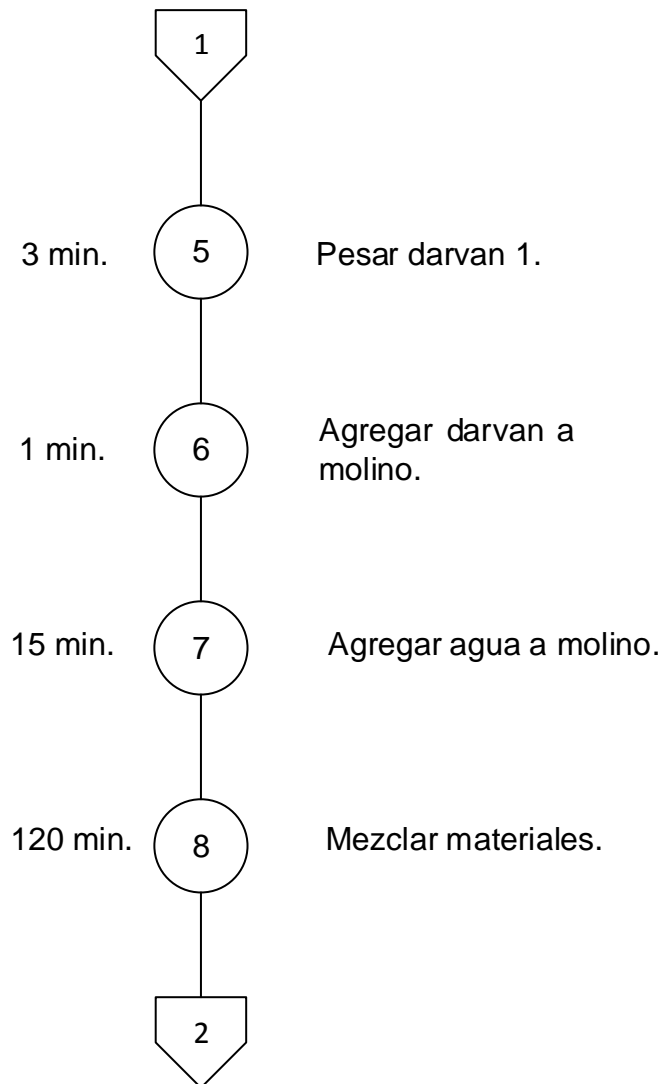 1
3 min.
5
Pesar darvan 1.
1 min.
6
Agregar darvan a
molino.
15 min.
7
Agregar agua a molino.
120 min.
8
Mezclar materiales.
2